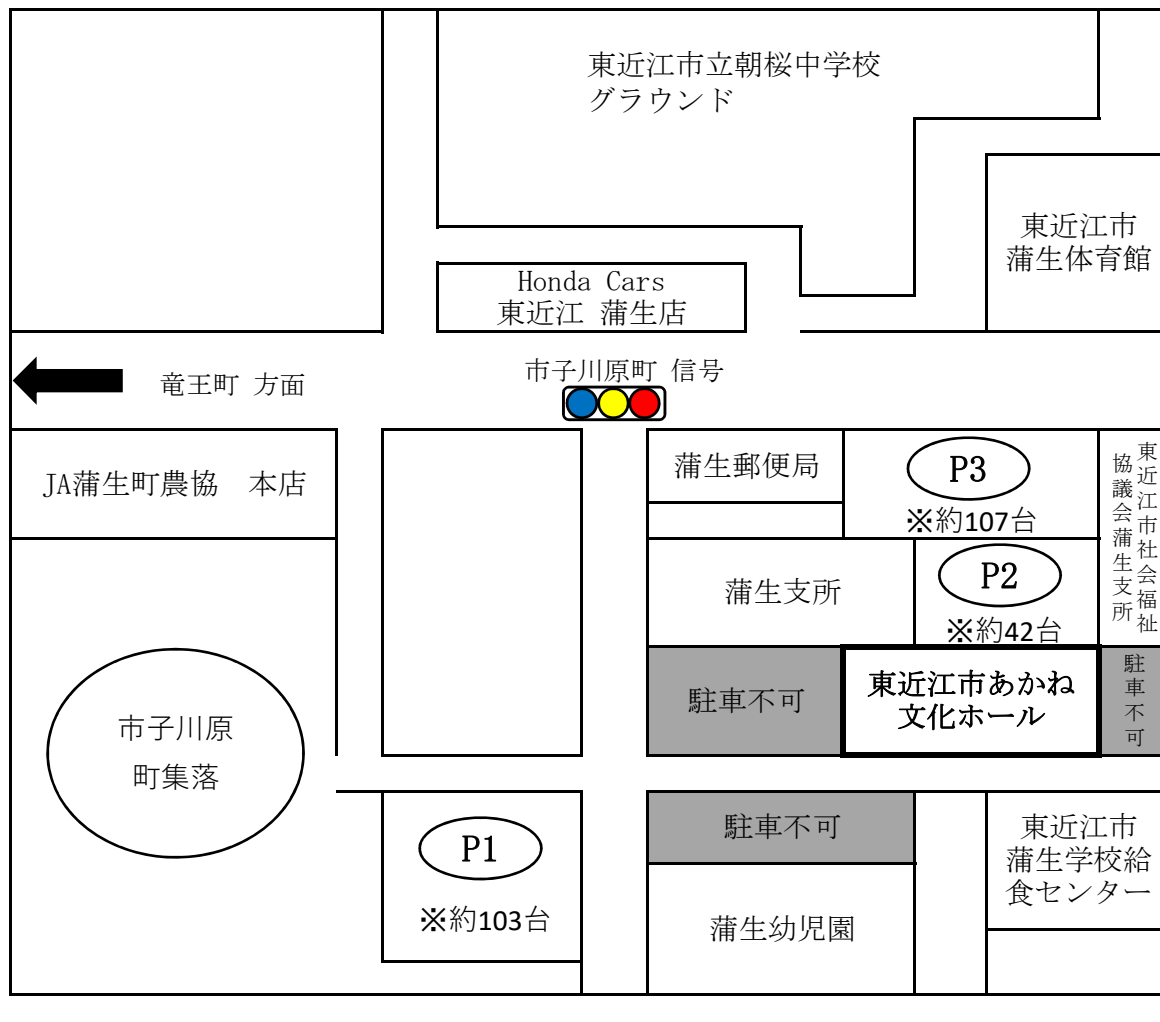 東近江市立朝桜中学校
グラウンド
東近江市
蒲生体育館
Honda Cars
東近江 蒲生店
竜王町 方面
市子川原町 信号
JA蒲生町農協 本店
蒲生郵便局
P3
※約107台
東近江市社会福祉
協議会蒲生支所
蒲生支所
P2
※約42台
駐車不可
東近江市あかね
文化ホール
駐車不可
市子川原
町集落
P1
※約103台
駐車不可
蒲生幼児園
東近江市
蒲生学校給
食センター